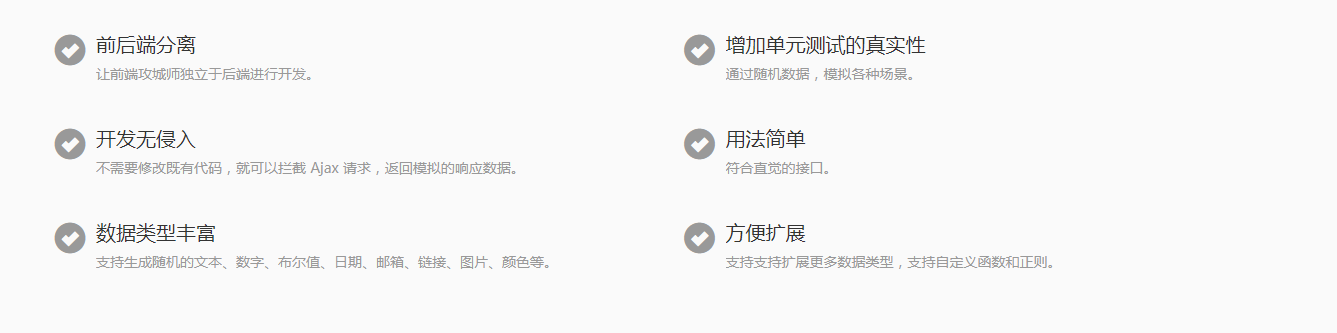 前后端分离
让前端攻城师独立于后端进行开发。
增加单元测试的真实性
通过随机数据，模拟各种场景。
开发无侵入
不需要修改既有代码，就可以拦截 Ajax 请求，返回模拟的响应数据。
用法简单
符合直觉的接口。
数据类型丰富
支持生成随机的文本、数字、布尔值、日期、邮箱、链接、图片、颜色等。
方便扩展
支持支持扩展更多数据类型，支持自定义函数和正则。